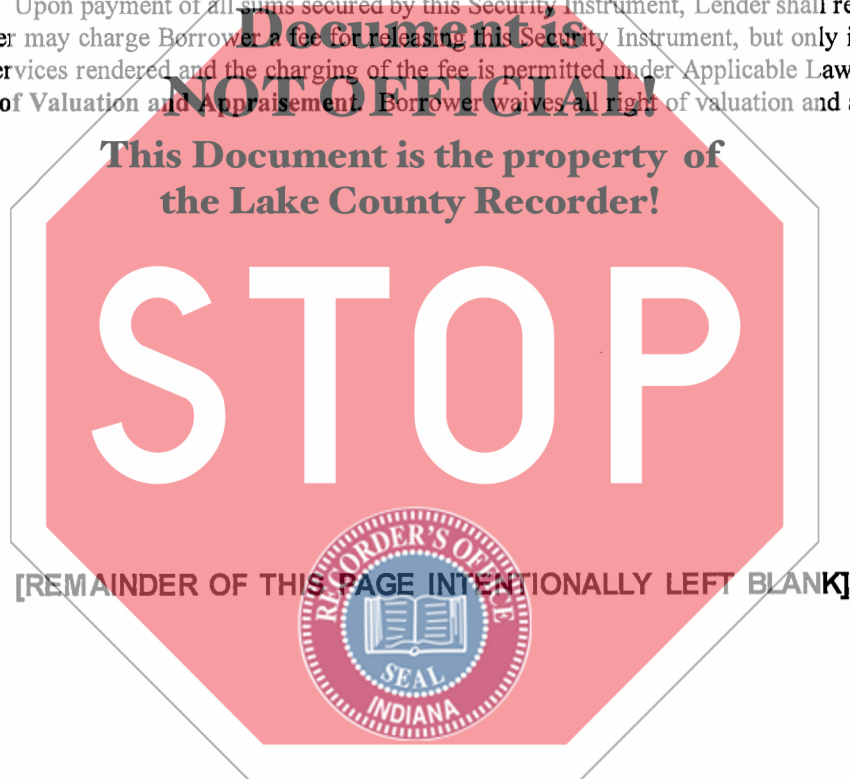 Upon payment of all sums secured by this Security Instrument, Lender shall re
Document is
er may charge Borrower a fee for releasing this Security Instrument, but only i
ervices rendered and the charging of the fee is permitted under Applicable Law
NOT OFFICIAL!
of Valuation and Appraisement. Borrower waives all right of valuation and a
This Document is the property of
the Lake County Recorder!
STOP
RECORDER'S OFFICE
[REMAINDER OF THIS PAGE INTENTIONALLY LEFT BLANK]
SEAL
INDIANA